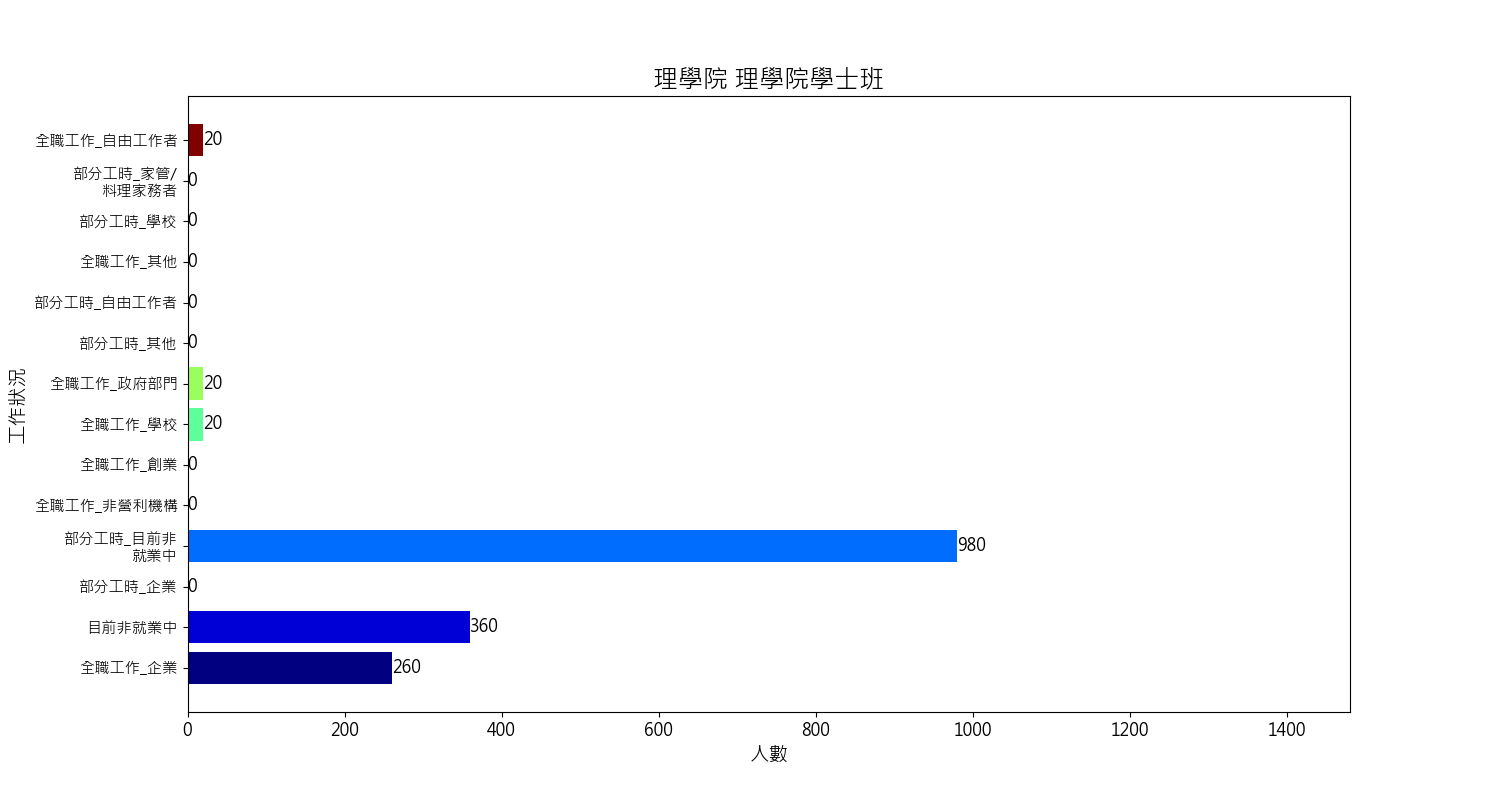 理學院 理學院學士班
工作狀況
全職工作_自由工作者
20
部分工時_家管/
料理家務者
0
部分工時_學校
0
全職工作_其他
0
部分工時_自由工作者
0
部分工時_其他
0
全職工作_政府部門
20
全職工作_學校
20
全職工作_創業
0
全職工作_非營利機構
0
部分工時_目前非
就業中
980
部分工時_企業
0
目前非就業中
360
全職工作_企業
260
0 200 400 600 800 1000 1200 1400
人數